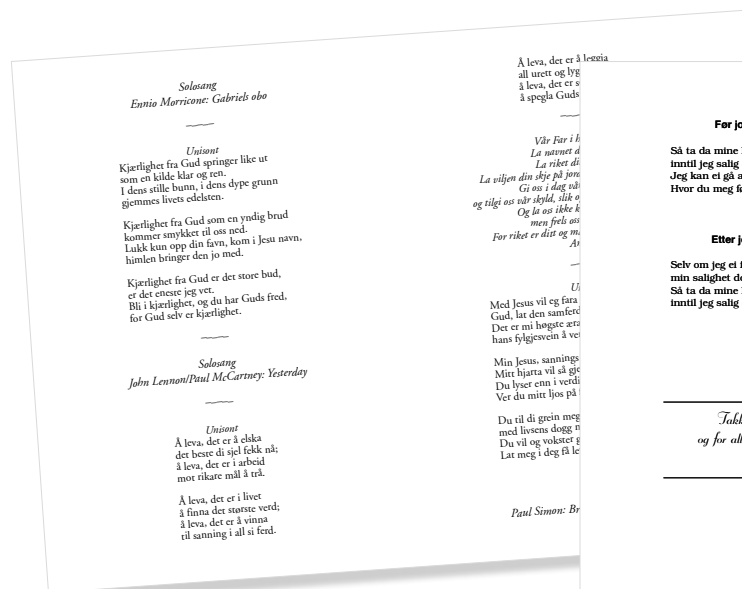 Solosang
Ennio Morricone: Gabriels obo
Unisont
Kjærlighet fra Gud springer like ut
som en kilde klar og ren.
I dens stille bunn, i dens dype grunn
gjemmes livets edelsten.
Kjærlighet fra Gud som en yndig brud
kommer smykket til oss ned.
Lukk kun opp din favn, kom i Jesu navn,
himlen bringer den jo med.
Kjærlighet fra Gud er det store bud,
er det eneste jeg vet.
Bli i kjærlighet, og du har Guds fred,
for Gud selv er kjærlighet.
Solosang
John Lennon/Paul McCartney: Yesterday
Unisont
Å leva, det er å elska
det beste di sjel fekk nå;
å leva, det er i arbeid
mot rikare mål å trå.
Å leva, det er i livet
å finna det største verd;
å leva, det er å vinna
til sanning i all si ferd.
Å leva, det er å leggja
all urett og lyg
å leva, det er s
å spegla Guds
Vår Far i h
La navnet d
La riket di
La viljen din skje på jord
Gi oss i dag vår
og tilgi oss vår skyld, slik o
Og la oss ikke k
men frels oss
For riket er ditt og m
A
U
Med Jesus vil eg fara
Gud, lat den samferd
Det er mi høgste æra
hans fylgjesvein å ve
Min Jesus, sannings
Mitt hjarta vil så gje
Du lyser enn i verdi
Ver du mitt ljos på
Du til di grein meg
med livsens dogg m
Du vil og vokster g
Lat meg i deg få le
Paul Simon: Br
Før jo
Så ta da mine
inntil jeg salig
Jeg kan ei gå a
Hvor du meg fø
Etter j
Selv om jeg ei f
min salighet de
Så ta da mine
inntil jeg salig
Takk
og for all